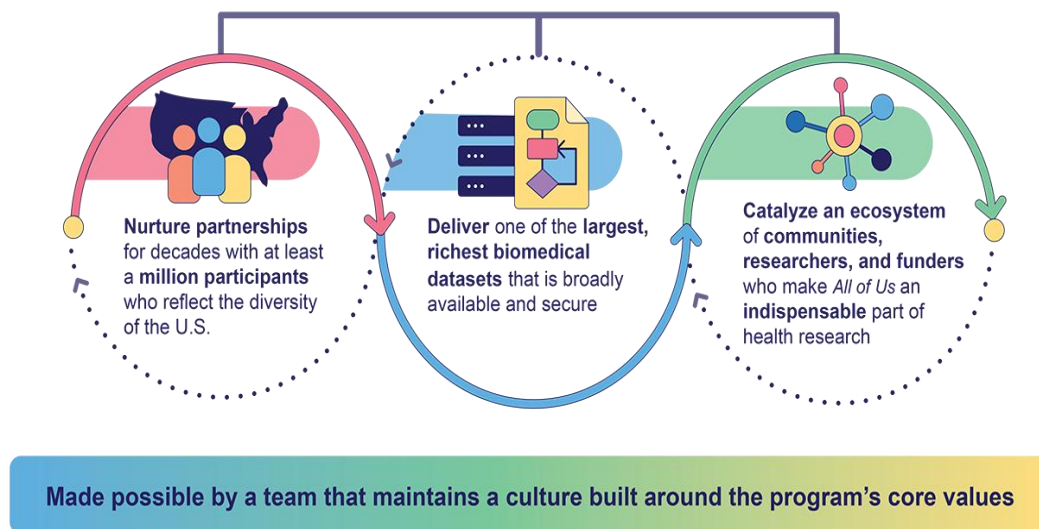 Nurture partnerships
for decades with at least
a million participants
who reflect the diversity
of the U.S.
Deliver one of the largest,
richest biomedical
datasets that is broadly
available and secure
Catalyze an ecosystem
of communities,
researchers, and funders
who make All of Us an
indispensable part of
health research
Made possible by a team that maintains a culture built around the program's core values